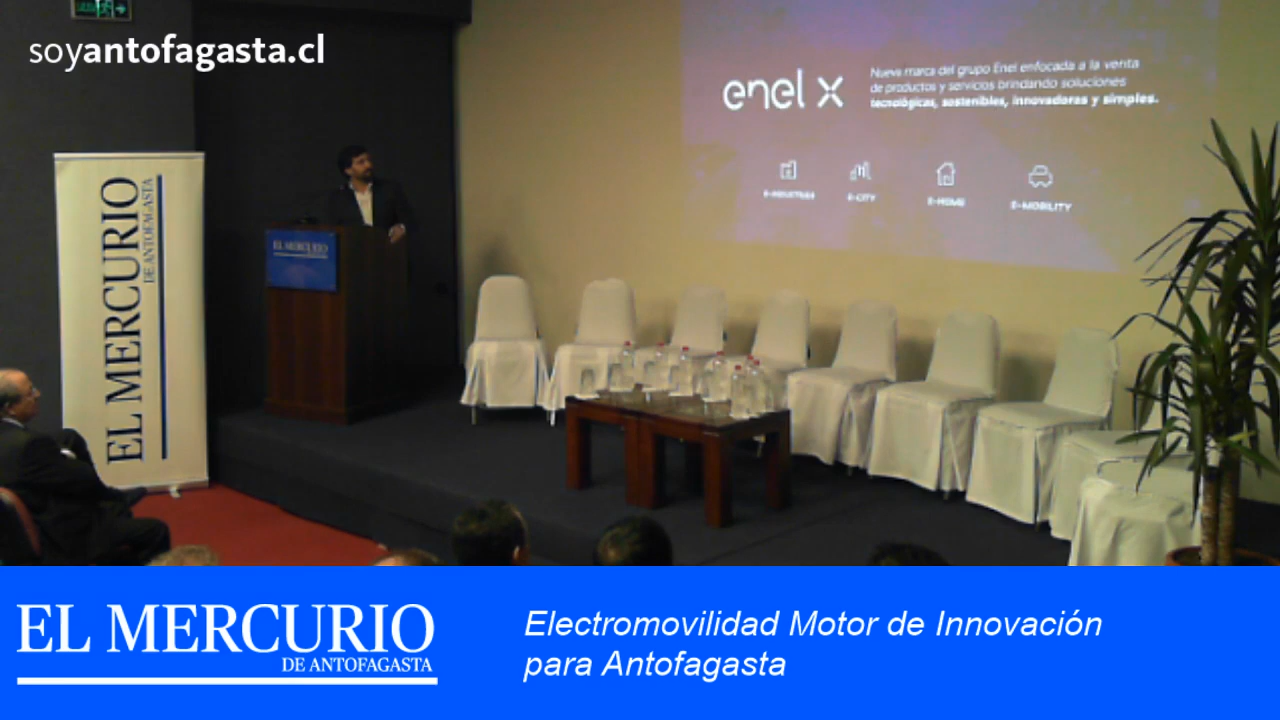 soyantofagasta.cl
enel x
Nueva marca del grupo Enel enfocada a la venta
de productos y servicios brindando soluciones
tecnológicas, sostenibles, innovadoras y simples.
E-INDUSTRIES
E-CITY
E-HOME
E-MOBILITY
EL MERCURIO
DE ANTOFAGASTA
EL MERCURIO
EL MERCURIO
DE ANTOFAGASTA
Electromovilidad Motor de Innovación
para Antofagasta